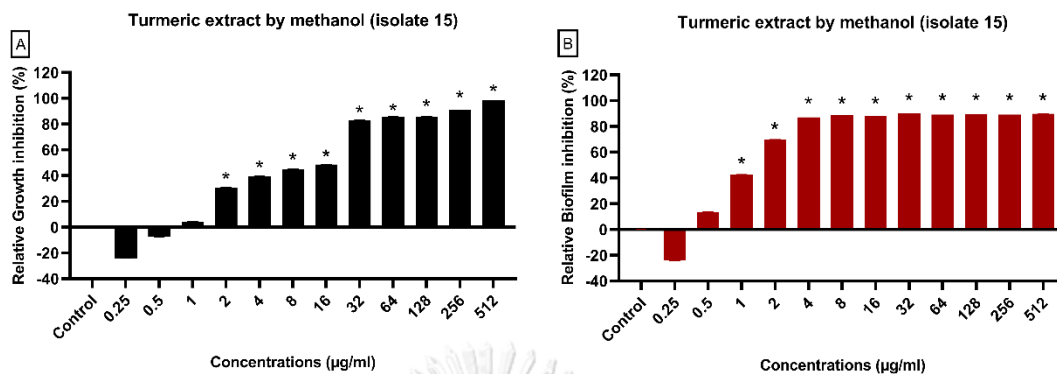 Turmeric extract by methanol (isolate 15)
A
Relative Growth inhibition (%)
120
100
80
60
40
20
0
-20
-40
* * * * * * * * *
Control 0.25 0.5 1 2 4 8 16 32 64 128 256 512
Concentrations (µg/ml)
Turmeric extract by methanol (isolate 15)
B
Relative Biofilm inhibition (%)
120
100
80
60
40
20
0
-20
-40
* * * * * * * * * *
Control 0.25 0.5 1 2 4 8 16 32 64 128 256 512
Concentrations (µg/ml)